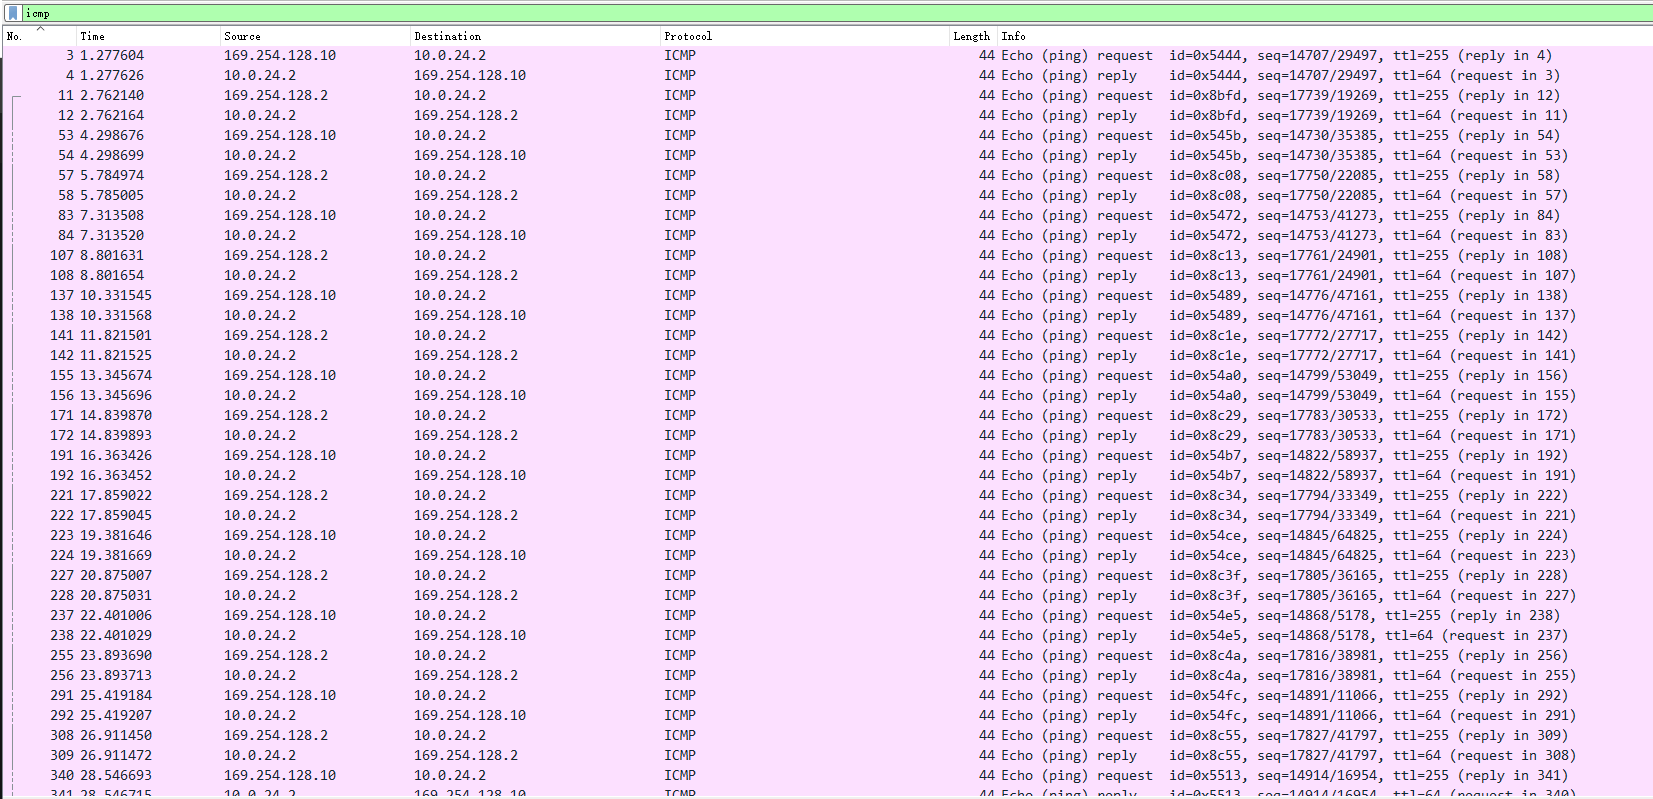 icmp
No. Time Source Destination Protocol Length Info
3 1.277604 169.254.128.10 10.0.24.2 ICMP 44 Echo (ping) request id=0x5444, seq=14707/29497, ttl=255 (reply in 4)
4 1.277626 10.0.24.2 169.254.128.10 ICMP 44 Echo (ping) reply id=0x5444, seq=14707/29497, ttl=64 (request in 3)
11 2.762140 169.254.128.2 10.0.24.2 ICMP 44 Echo (ping) request id=0x8bfd, seq=17739/19269, ttl=255 (reply in 12)
12 2.762164 10.0.24.2 169.254.128.2 ICMP 44 Echo (ping) reply id=0x8bfd, seq=17739/19269, ttl=64 (request in 11)
53 4.298676 169.254.128.10 10.0.24.2 ICMP 44 Echo (ping) request id=0x545b, seq=14730/35385, ttl=255 (reply in 54)
54 4.298699 10.0.24.2 169.254.128.10 ICMP 44 Echo (ping) reply id=0x545b, seq=14730/35385, ttl=64 (request in 53)
57 5.784974 169.254.128.2 10.0.24.2 ICMP 44 Echo (ping) request id=0x8c08, seq=17750/22085, ttl=255 (reply in 58)
58 5.785005 10.0.24.2 169.254.128.2 ICMP 44 Echo (ping) reply id=0x8c08, seq=17750/22085, ttl=64 (request in 57)
83 7.313508 169.254.128.10 10.0.24.2 ICMP 44 Echo (ping) request id=0x5472, seq=14753/41273, ttl=255 (reply in 84)
84 7.313520 10.0.24.2 169.254.128.10 ICMP 44 Echo (ping) reply id=0x5472, seq=14753/41273, ttl=64 (request in 83)
107 8.801631 169.254.128.2 10.0.24.2 ICMP 44 Echo (ping) request id=0x8c13, seq=17761/24901, ttl=255 (reply in 108)
108 8.801654 10.0.24.2 169.254.128.2 ICMP 44 Echo (ping) reply id=0x8c13, seq=17761/24901, ttl=64 (request in 107)
137 10.331545 169.254.128.10 10.0.24.2 ICMP 44 Echo (ping) request id=0x5489, seq=14776/47161, ttl=255 (reply in 138)
138 10.331568 10.0.24.2 169.254.128.10 ICMP 44 Echo (ping) reply id=0x5489, seq=14776/47161, ttl=64 (request in 137)
141 11.821501 169.254.128.2 10.0.24.2 ICMP 44 Echo (ping) request id=0x8c1e, seq=17772/27717, ttl=255 (reply in 142)
142 11.821525 10.0.24.2 169.254.128.2 ICMP 44 Echo (ping) reply id=0x8c1e, seq=17772/27717, ttl=64 (request in 141)
155 13.345674 169.254.128.10 10.0.24.2 ICMP 44 Echo (ping) request id=0x54a0, seq=14799/53049, ttl=255 (reply in 156)
156 13.345696 10.0.24.2 169.254.128.10 ICMP 44 Echo (ping) reply id=0x54a0, seq=14799/53049, ttl=64 (request in 155)
171 14.839870 169.254.128.2 10.0.24.2 ICMP 44 Echo (ping) request id=0x8c29, seq=17783/30533, ttl=255 (reply in 172)
172 14.839893 10.0.24.2 169.254.128.2 ICMP 44 Echo (ping) reply id=0x8c29, seq=17783/30533, ttl=64 (request in 171)
191 16.363426 169.254.128.10 10.0.24.2 ICMP 44 Echo (ping) request id=0x54b7, seq=14822/58937, ttl=255 (reply in 192)
192 16.363452 10.0.24.2 169.254.128.10 ICMP 44 Echo (ping) reply id=0x54b7, seq=14822/58937, ttl=64 (request in 191)
221 17.859022 169.254.128.2 10.0.24.2 ICMP 44 Echo (ping) request id=0x8c34, seq=17794/33349, ttl=255 (reply in 222)
222 17.859045 10.0.24.2 169.254.128.2 ICMP 44 Echo (ping) reply id=0x8c34, seq=17794/33349, ttl=64 (request in 221)
223 19.381646 169.254.128.10 10.0.24.2 ICMP 44 Echo (ping) request id=0x54ce, seq=14845/64825, ttl=255 (reply in 224)
224 19.381669 10.0.24.2 169.254.128.10 ICMP 44 Echo (ping) reply id=0x54ce, seq=14845/64825, ttl=64 (request in 223)
227 20.875007 169.254.128.2 10.0.24.2 ICMP 44 Echo (ping) request id=0x8c3f, seq=17805/36165, ttl=255 (reply in 228)
228 20.875031 10.0.24.2 169.254.128.2 ICMP 44 Echo (ping) reply id=0x8c3f, seq=17805/36165, ttl=64 (request in 227)
237 22.401006 169.254.128.10 10.0.24.2 ICMP 44 Echo (ping) request id=0x54e5, seq=14868/5178, ttl=255 (reply in 238)
238 22.401029 10.0.24.2 169.254.128.10 ICMP 44 Echo (ping) reply id=0x54e5, seq=14868/5178, ttl=64 (request in 237)
255 23.893690 169.254.128.2 10.0.24.2 ICMP 44 Echo (ping) request id=0x8c4a, seq=17816/38981, ttl=255 (reply in 256)
256 23.893713 10.0.24.2 169.254.128.2 ICMP 44 Echo (ping) reply id=0x8c4a, seq=17816/38981, ttl=64 (request in 255)
291 25.419184 169.254.128.10 10.0.24.2 ICMP 44 Echo (ping) request id=0x54fc, seq=14891/11066, ttl=255 (reply in 292)
292 25.419207 10.0.24.2 169.254.128.10 ICMP 44 Echo (ping) reply id=0x54fc, seq=14891/11066, ttl=64 (request in 291)
308 26.911450 169.254.128.2 10.0.24.2 ICMP 44 Echo (ping) request id=0x8c55, seq=17827/41797, ttl=255 (reply in 309)
309 26.911472 10.0.24.2 169.254.128.2 ICMP 44 Echo (ping) reply id=0x8c55, seq=17827/41797, ttl=64 (request in 308)
340 28.546693 169.254.128.10 10.0.24.2 ICMP 44 Echo (ping) request id=0x5513, seq=14914/16954, ttl=255 (reply in 341)
341 28.546715 10.0.24.2 169.254.128.10 ICMP 44 Echo (ping) reply id=0x5513, seq=14914/16954, ttl=64 (request in 340)